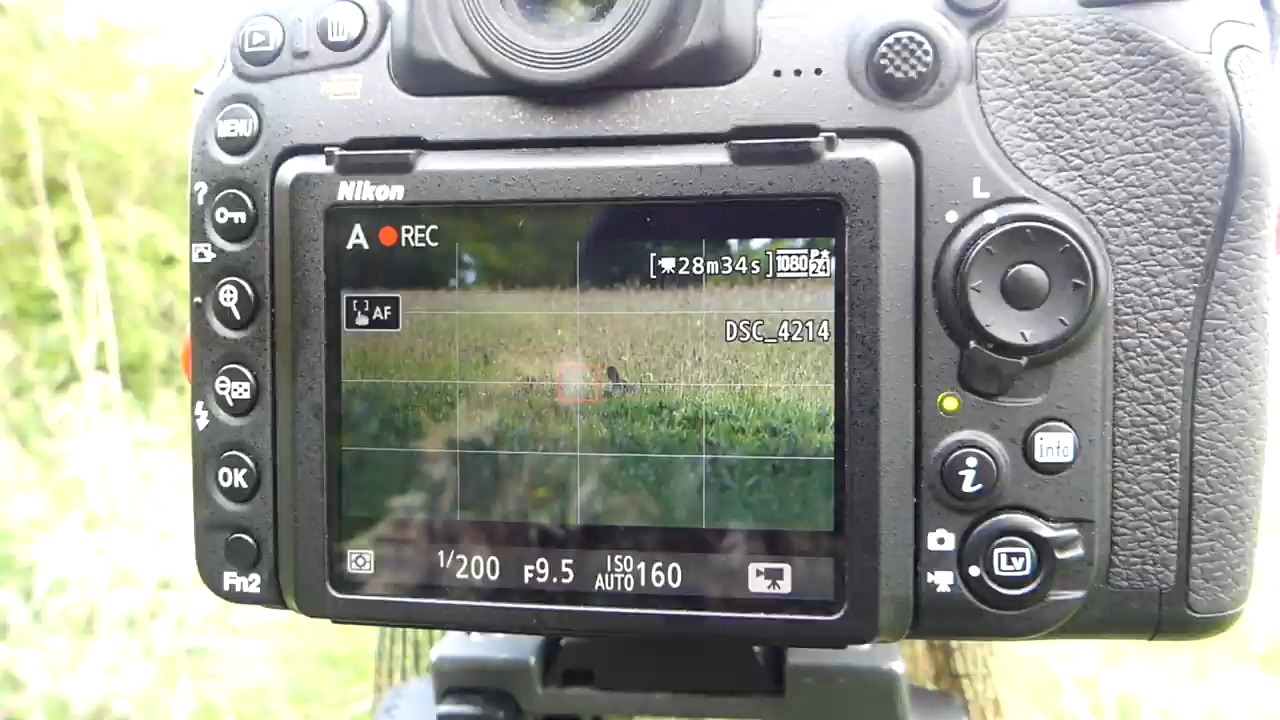 MENU
?
L
Nikon
A REC
[28m34s] 1080 24
AF
DSC_4214
OK
info
i
Fn2
1/200 F9.5 ISO AUTO 160
Lv